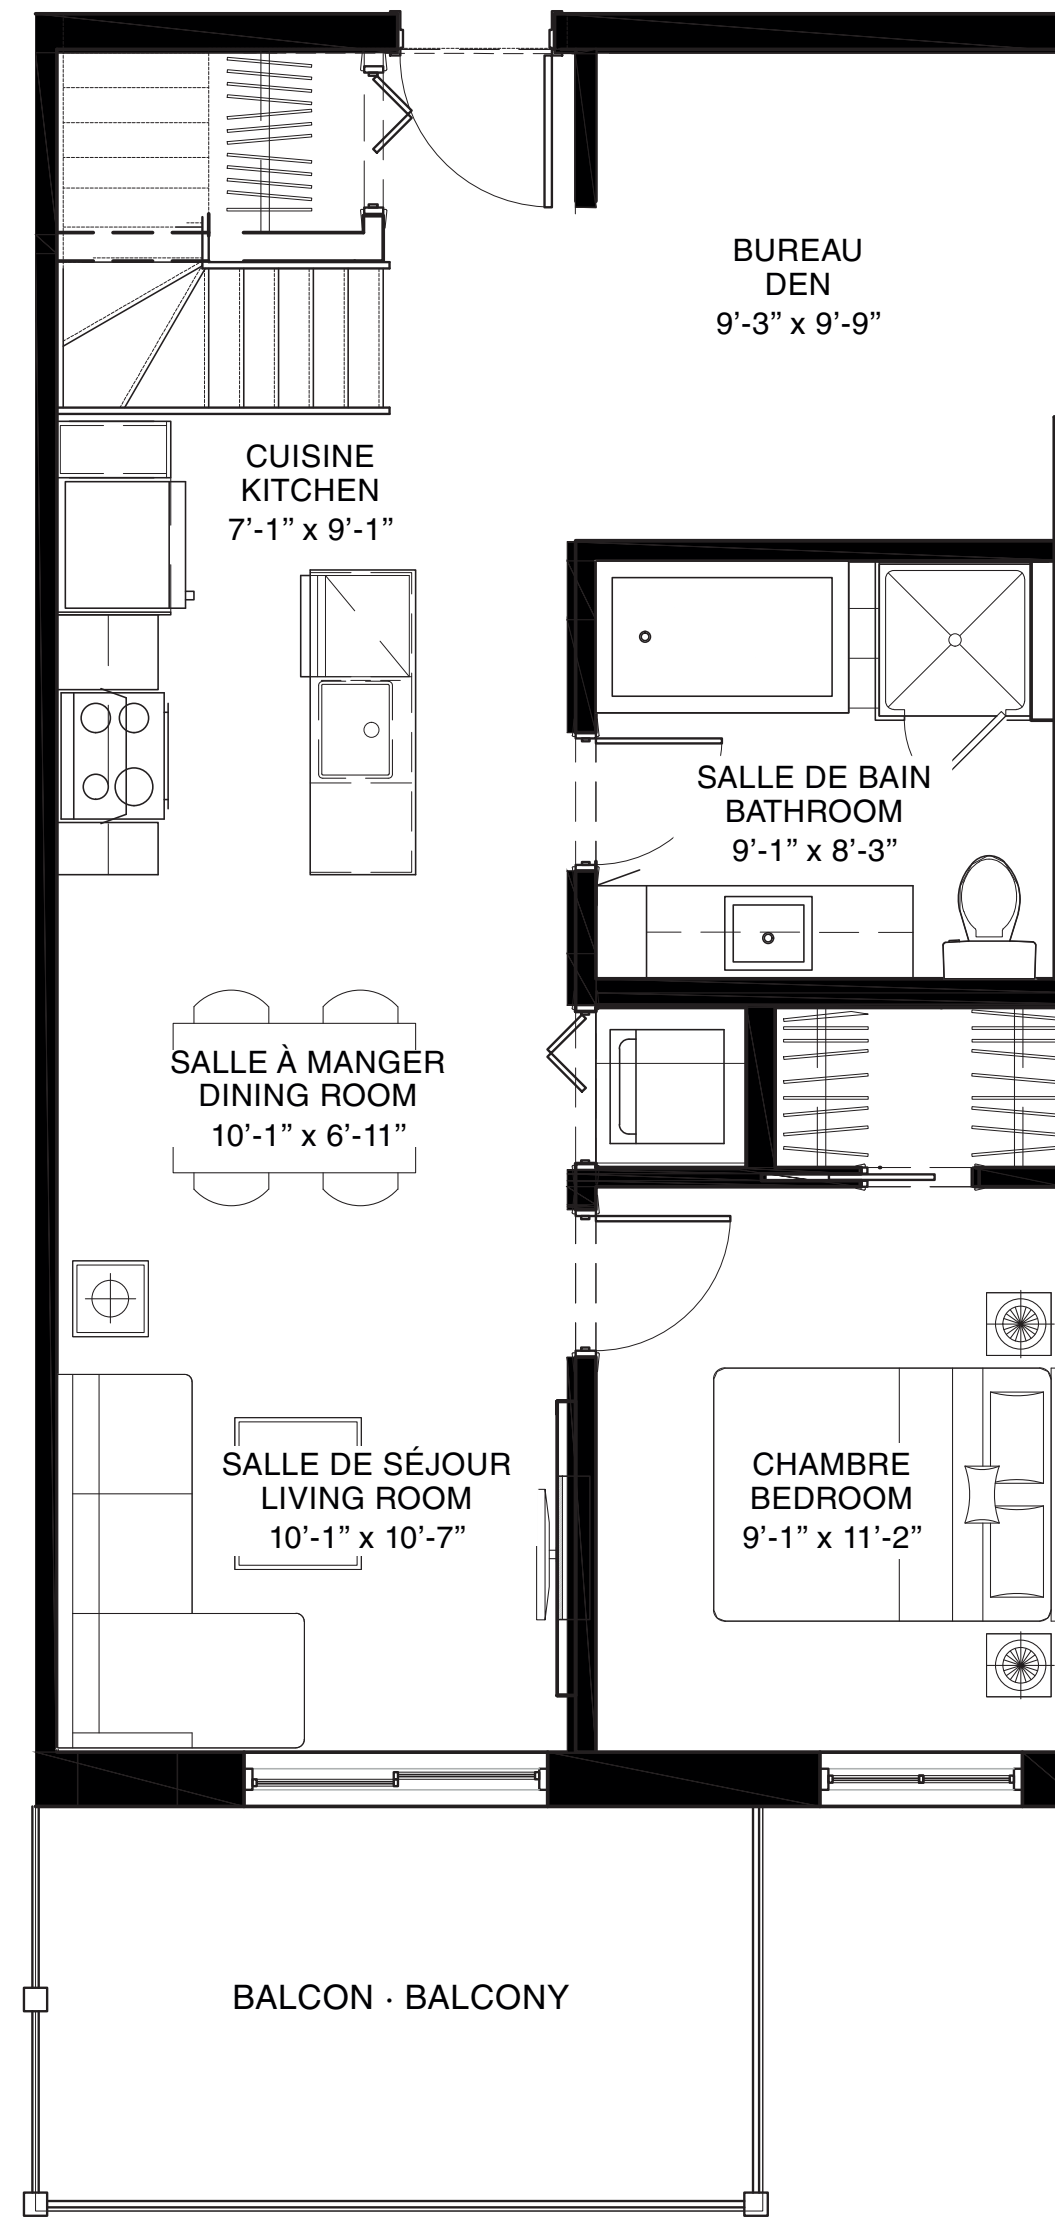 BUREAU
DEN
9’-3” x 9’-9”
CUISINE
KITCHEN
7’-1” x 9’-1”
SALLE DE BAIN
BATHROOM
9’-1” x 8’-3”
SALLE À MANGER
DINING ROOM
10’-1” x 6’-11”
SALLE DE SÉJOUR
LIVING ROOM
10’-1” x 10’-7”
CHAMBRE
BEDROOM
9’-1” x 11’-2”
BALCON · BALCONY